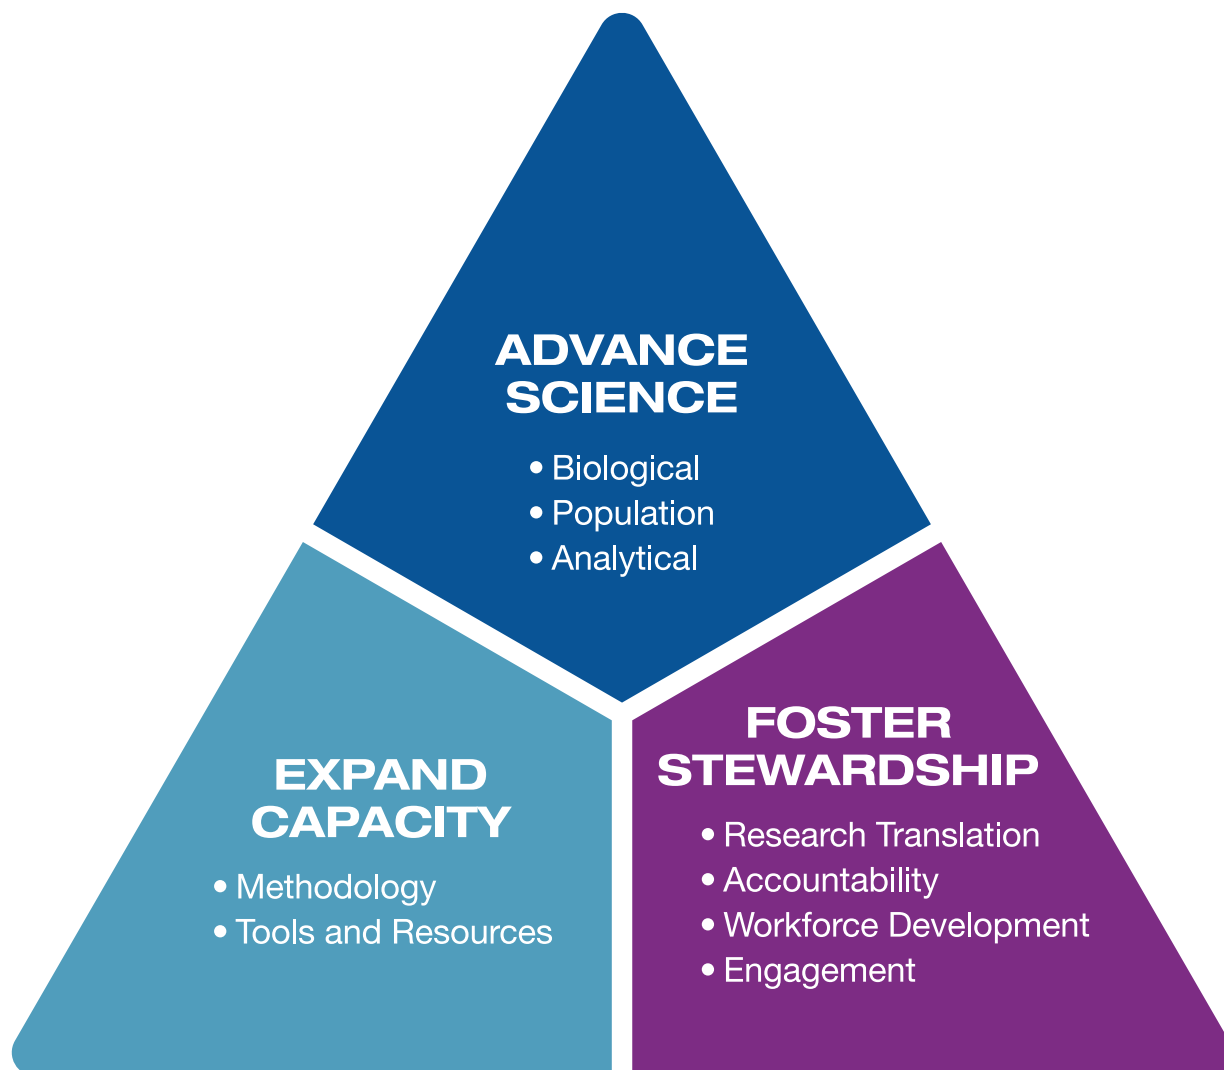 ADVANCE
SCIENCE
• Biological
• Population
• Analytical
EXPAND
CAPACITY
• Methodology
• Tools and Resources
FOSTER
STEWARDSHIP
• Research Translation
• Accountability
• Workforce Development
• Engagement